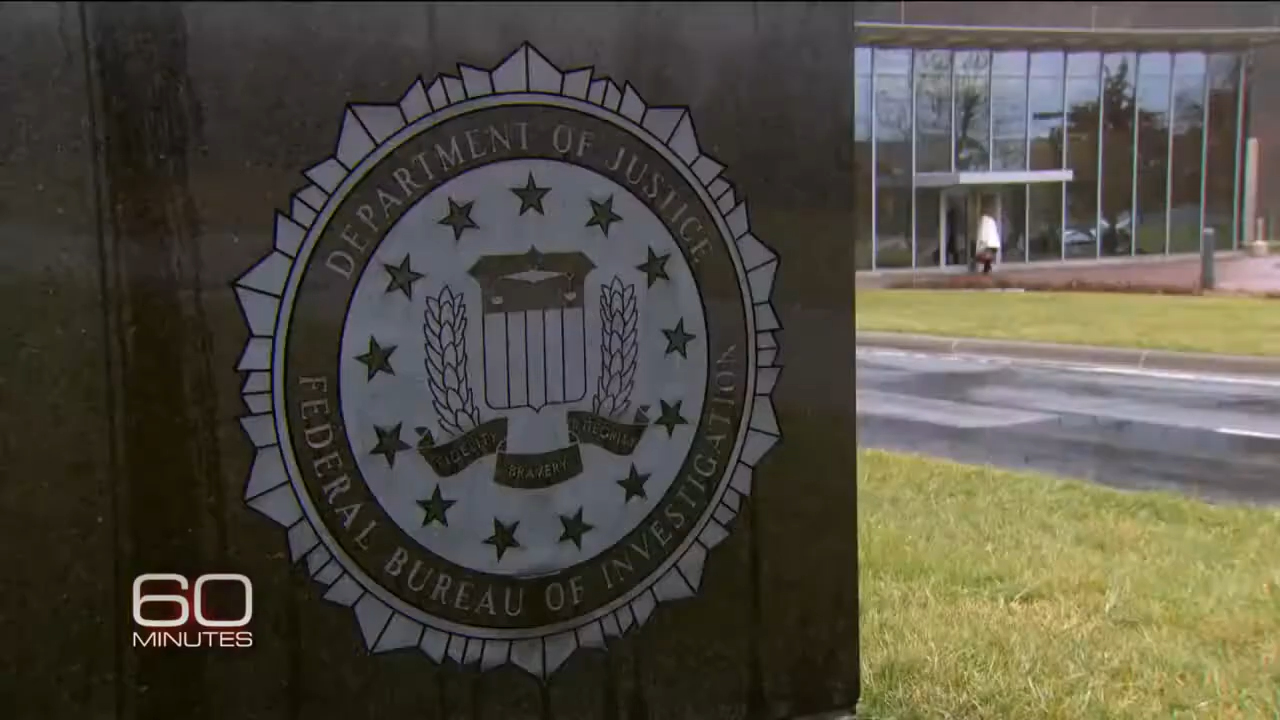 DEPARTMENT OF JUSTICE
FEDERAL BUREAU OF INVESTIGATION
FIDELITY
BRAVERY
INTEGRITY
60
MINUTES